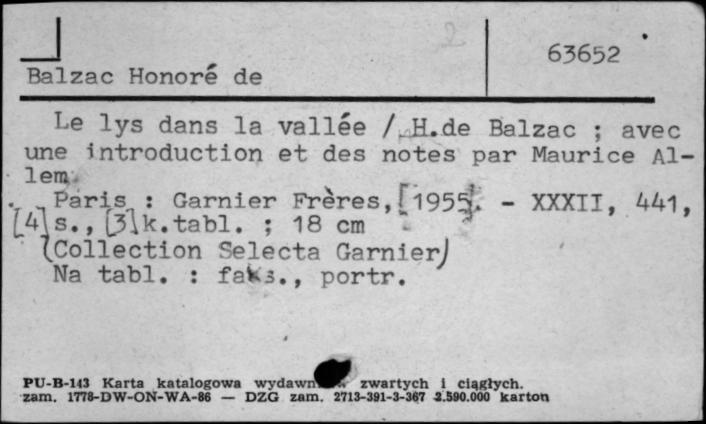 2
63652
Balzac Honoré de
Le lys dans la vallée / H.de Balzac ; avec
une introduction et des notes par Maurice Al-
lem.
Paris : Garnier Frères, [1955]. - XXXII, 441,
[4] s., [3] k.tabl. ; 18 cm
(Collection Selecta Garnier)
Na tabl. : faks., portr.
PU-B-143 Karta katalogowa zwartych i ciągłych.
zam. 1778-DW-ON-WA-86 — DZG zam. 2713-391-3-367 2.590.000 karton